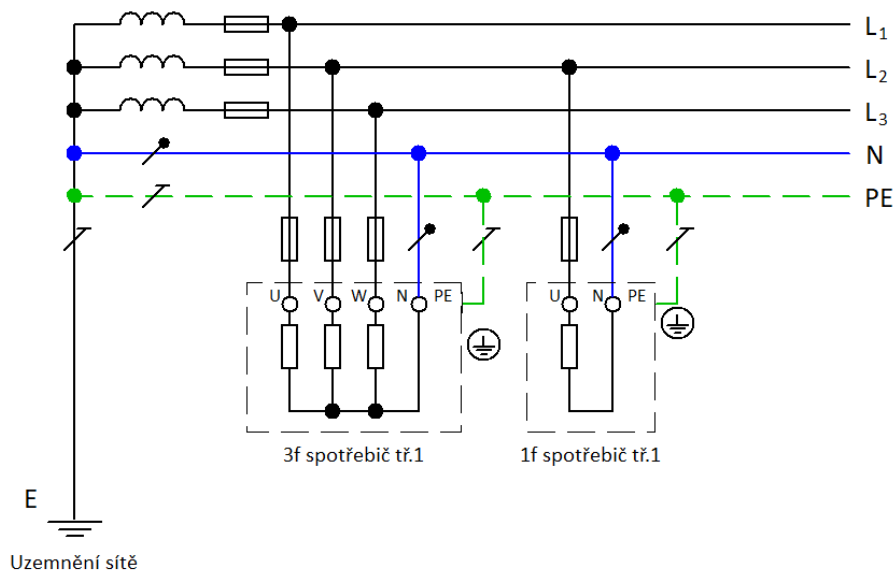 L₁
L₂
L₃
N
PE
U V W N PE
U N PE
3f spotřebič tř.1
1f spotřebič tř.1
E
Uzemnění sítě